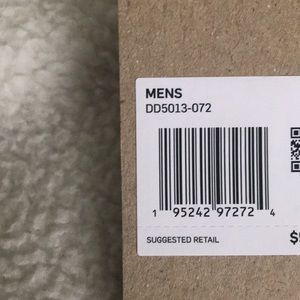 MENS
DD5013-072
1 95242 97272 4
SUGGESTED RETAIL
$